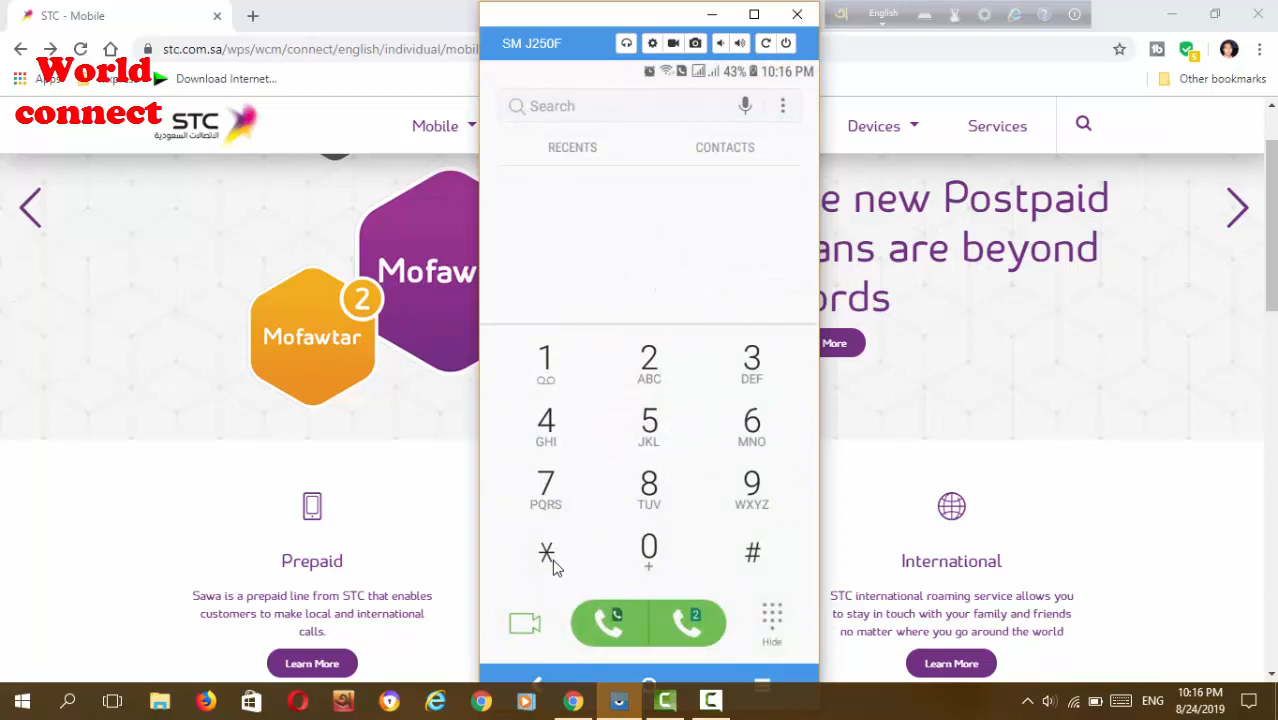 STC - Mobile
stc.com.sa/wps/wcm/connect/english/individual/mobil
Apps
Download Internet...
Other bookmarks
World
connect
STC
الاتصالات السعودية
Mobile
Devices
Services
Mofaw
2
Mofawtar
e new Postpaid
ans are beyond
ords
More
Prepaid
Sawa is a prepaid line from STC that enables
customers to make local and international
calls.
Learn More
International
STC international roaming service allows you
to stay in touch with your family and friends
no matter where you go around the world
Learn More
English
SM J250F
43% 10:16 PM
Search
RECENTS
CONTACTS
1
2
ABC
3
DEF
4
GHI
5
JKL
6
MNO
7
PQRS
8
TUV
9
WXYZ
*
0
+
#
2
Hide
ENG
10:16 PM
8/24/2019